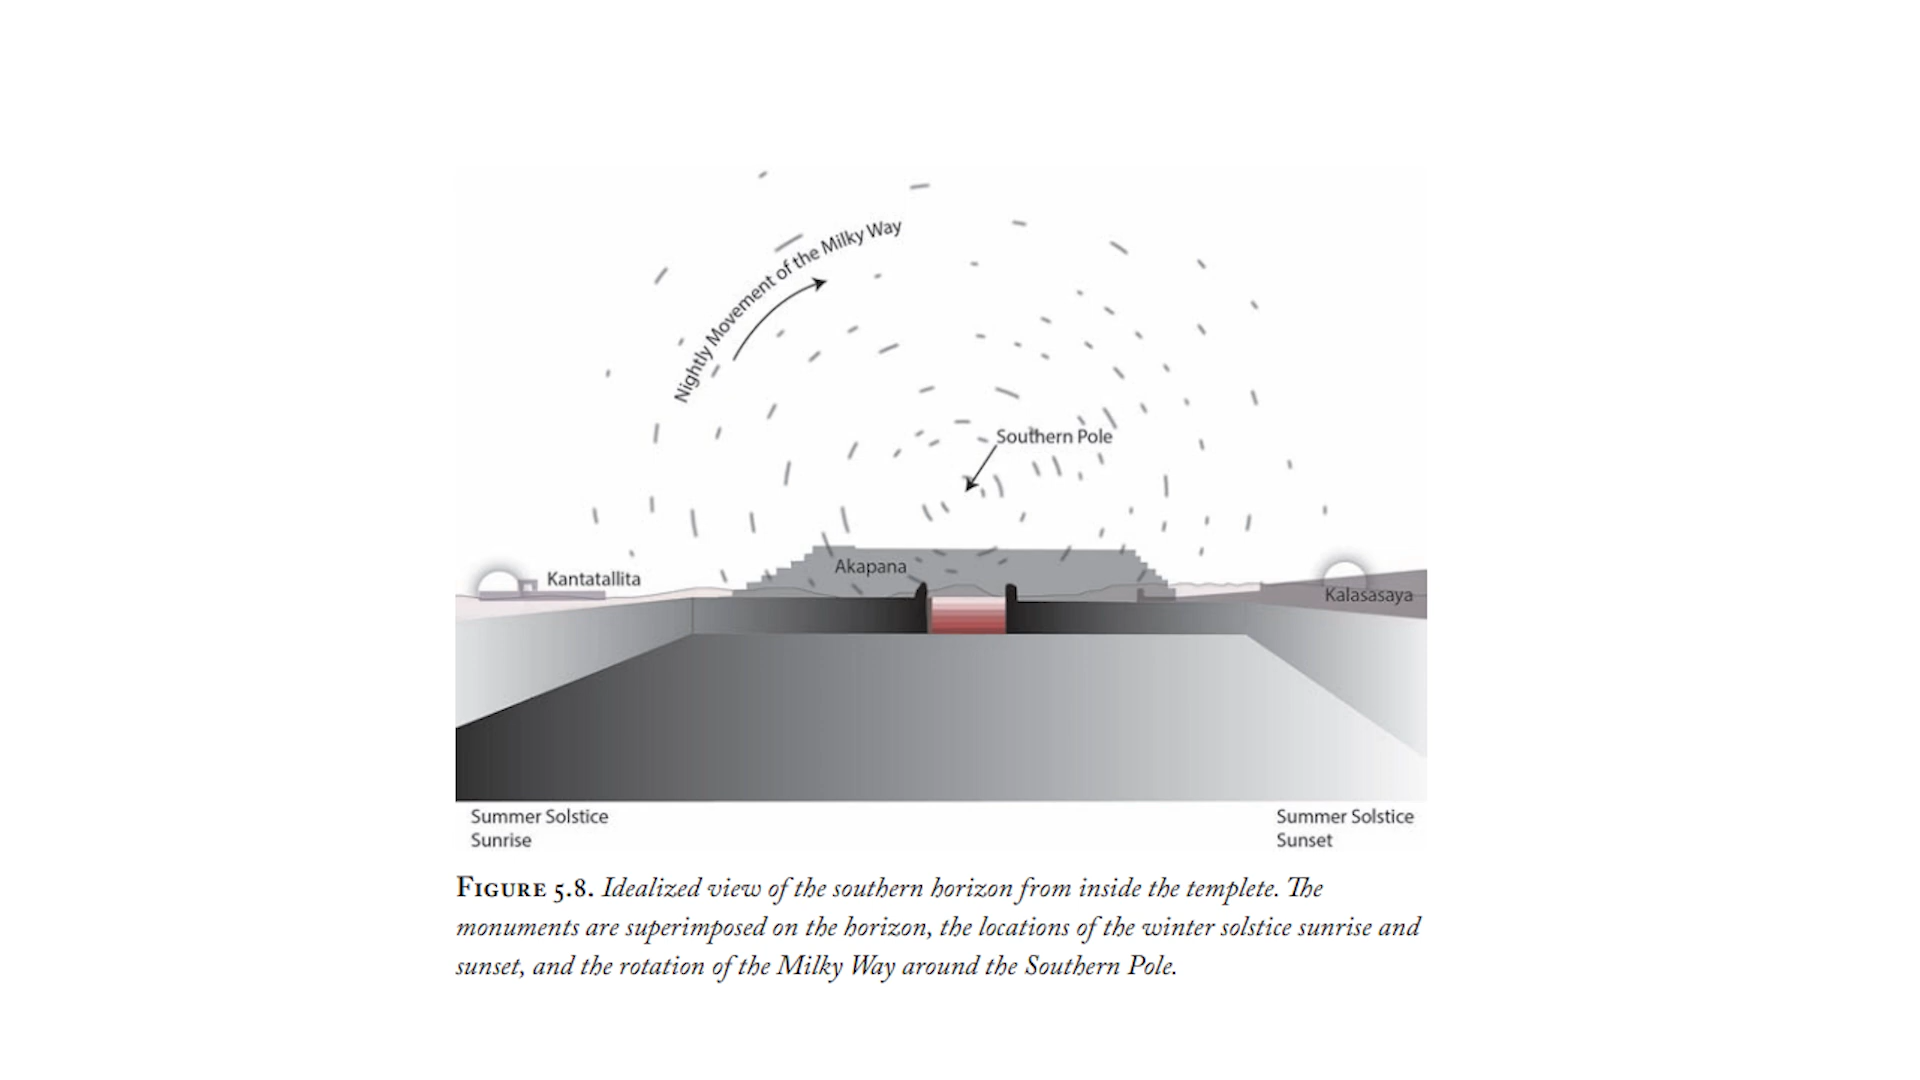 Nightly Movement of the Milky Way
Southern Pole
Akapana
Kantatallita
Kalasasaya
Summer Solstice
Sunrise
Summer Solstice
Sunset
FIGURE 5.8. Idealized view of the southern horizon from inside the templete. The
monuments are superimposed on the horizon, the locations of the winter solstice sunrise and
sunset, and the rotation of the Milky Way around the Southern Pole.